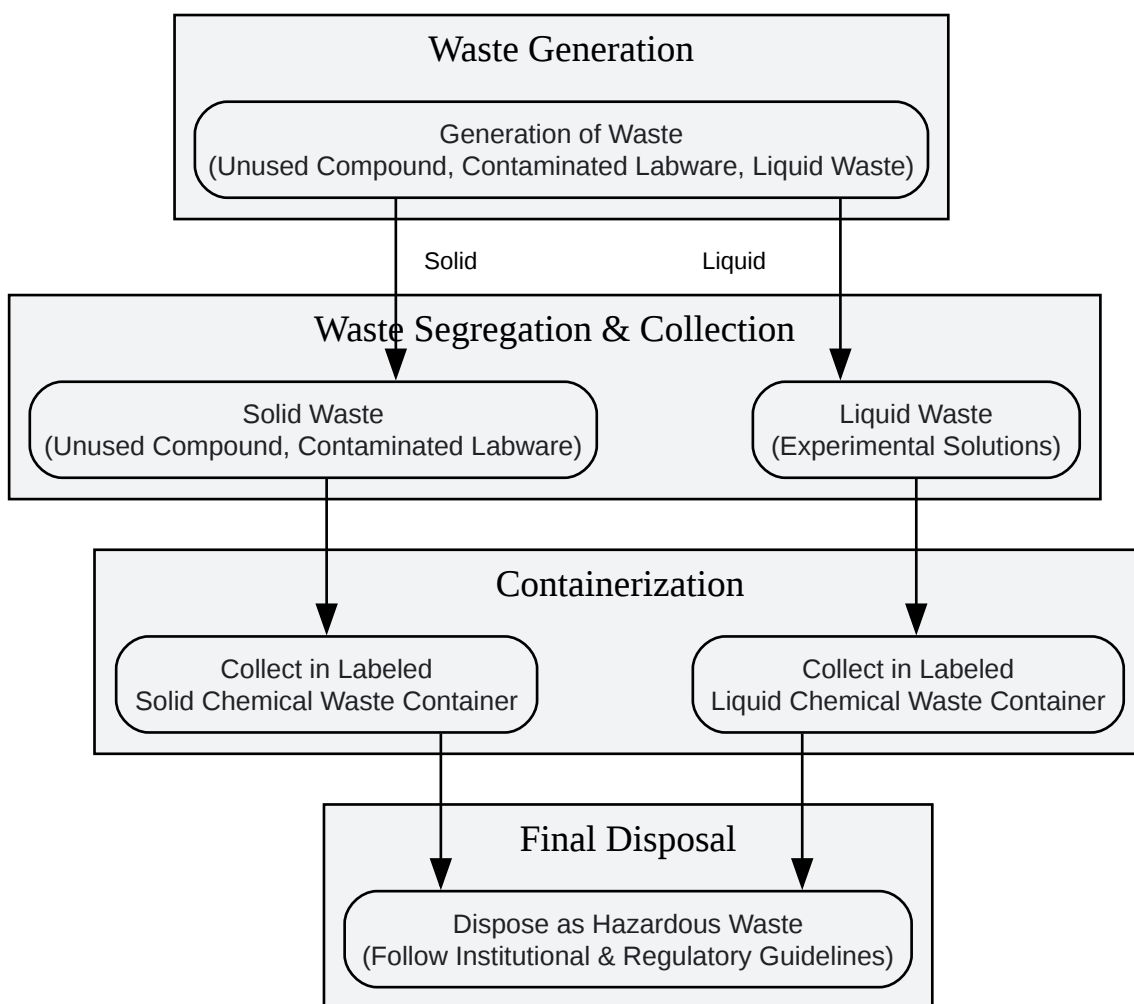 Waste Generation
Generation of Waste
(Unused Compound, Contaminated Labware, Liquid Waste)
Solid
Liquid
Waste Segregation & Collection
Solid Waste
(Unused Compound, Contaminated Labware)
Liquid Waste
(Experimental Solutions)
Containerization
Collect in Labeled
Solid Chemical Waste Container
Collect in Labeled
Liquid Chemical Waste Container
Final Disposal
Dispose as Hazardous Waste
(Follow Institutional & Regulatory Guidelines)